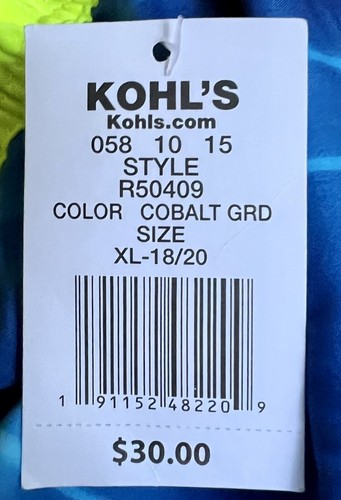 KOHL'S
Kohls.com
058 10 15
STYLE
R50409
COLOR COBALT GRD
SIZE
XL-18/20
1 91152 48220 9
$30.00